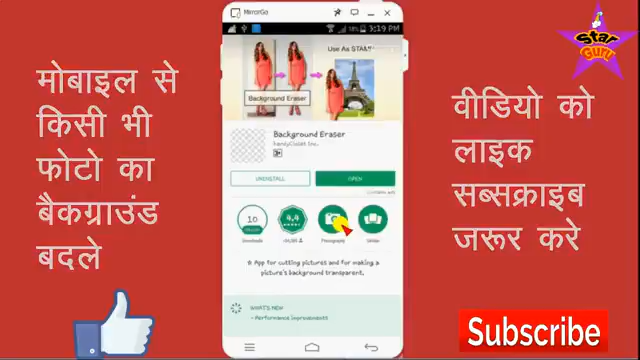 MirrorGo
3:19 PM
Use As STAMP
Background Eraser
Background Eraser
handyCloset Inc.
3+
UNINSTALL
OPEN
10
Downloads
4.4
Photography
Similar
★ App for cutting pictures and for making a
picture's background transparent.
WHAT'S NEW
• Performance improvements
मोबाइल से
किसी भी
फोटो का
बैकग्राउंड
बदले
Star
Guru
वीडियो को
लाइक
सब्सक्राइब
जरूर करे
Subscribe